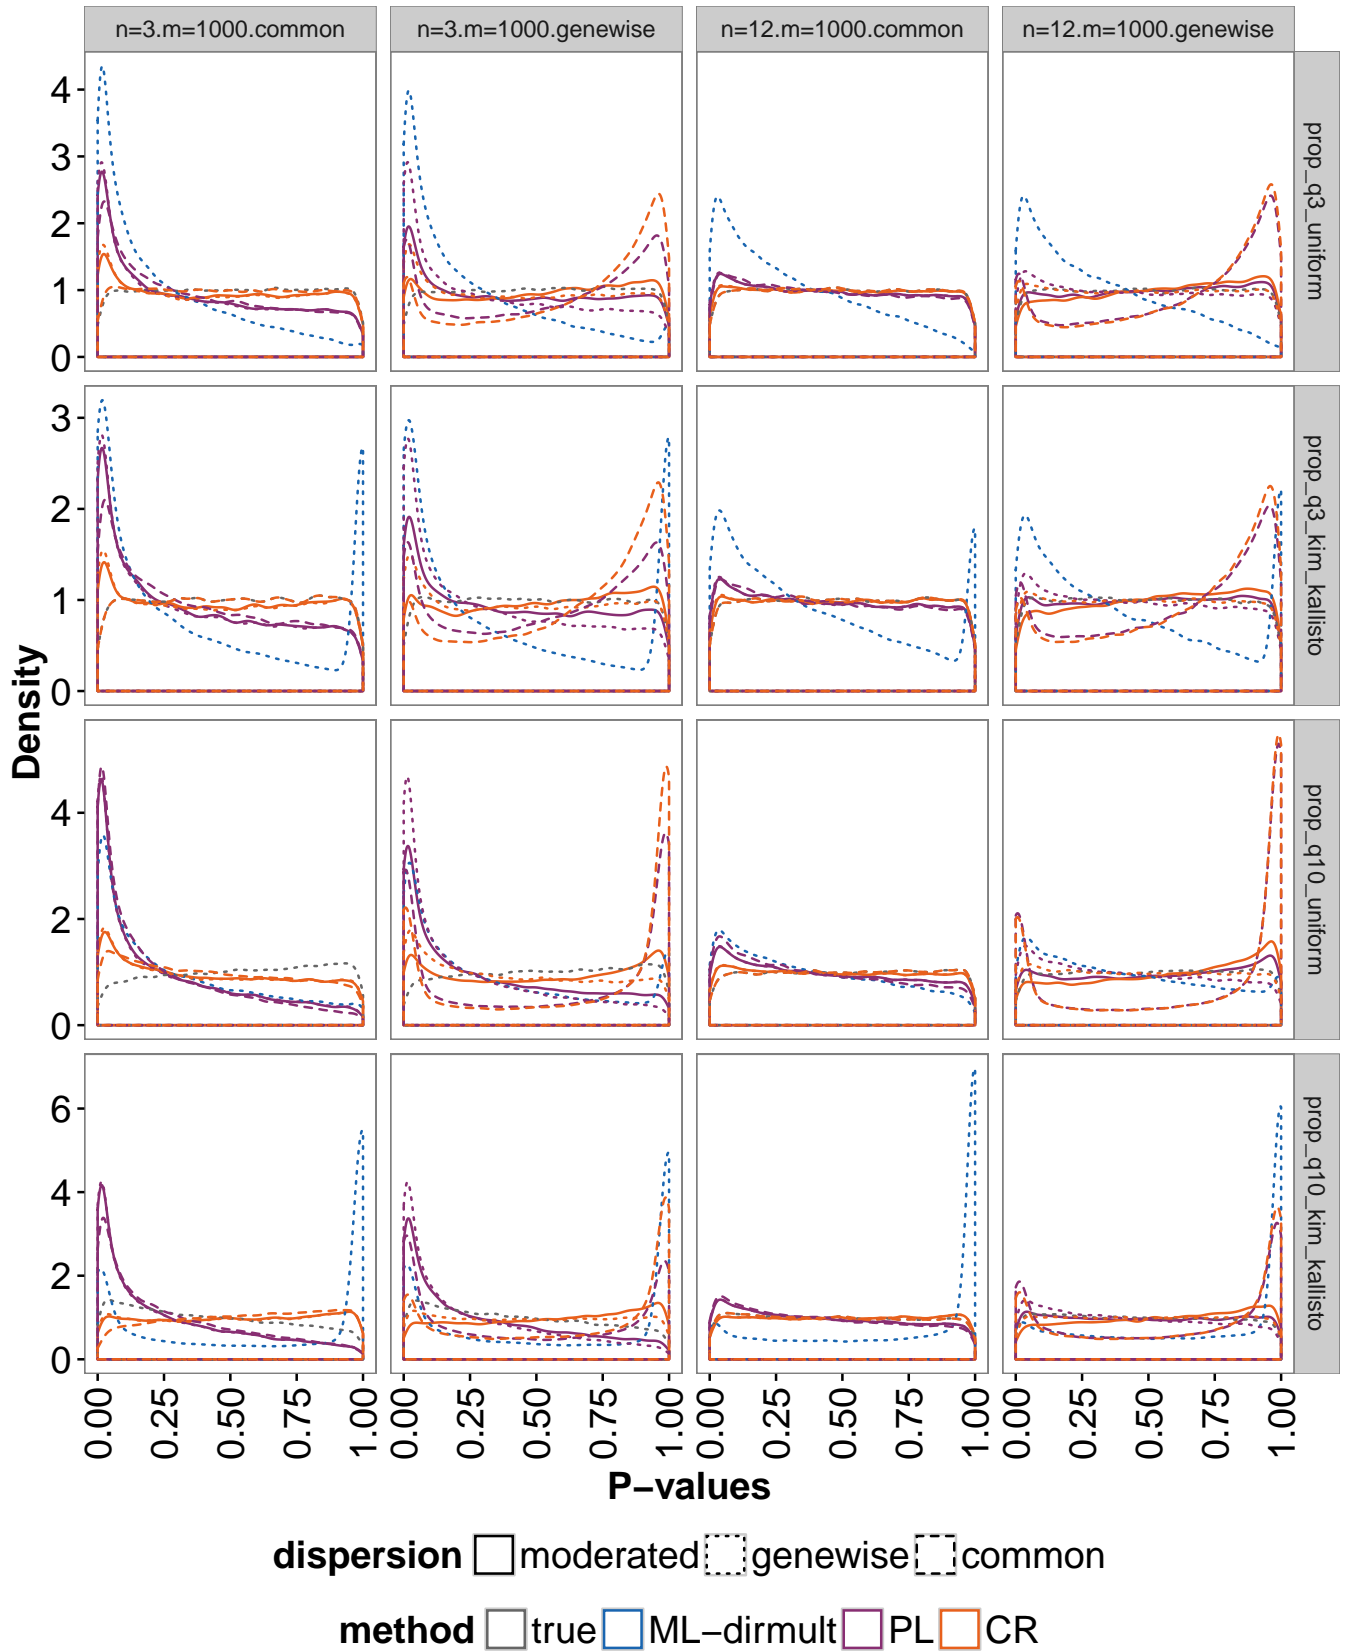 n=3.m=1000.common
n=3.m=1000.genewise
n=12.m=1000.common
n=12.m=1000.genewise
4
3
2
1
0
prop_q3_uniform
3
2
1
0
prop_q3_kim_kallisto
4
2
0
prop_q10_uniform
6
4
2
0
prop_q10_kim_kallisto
Density
0.00 0.25 0.50 0.75 1.00
0.00 0.25 0.50 0.75 1.00
0.00 0.25 0.50 0.75 1.00
0.00 0.25 0.50 0.75 1.00
P−values
dispersion moderated genewise common
method true ML−dirmult PL CR